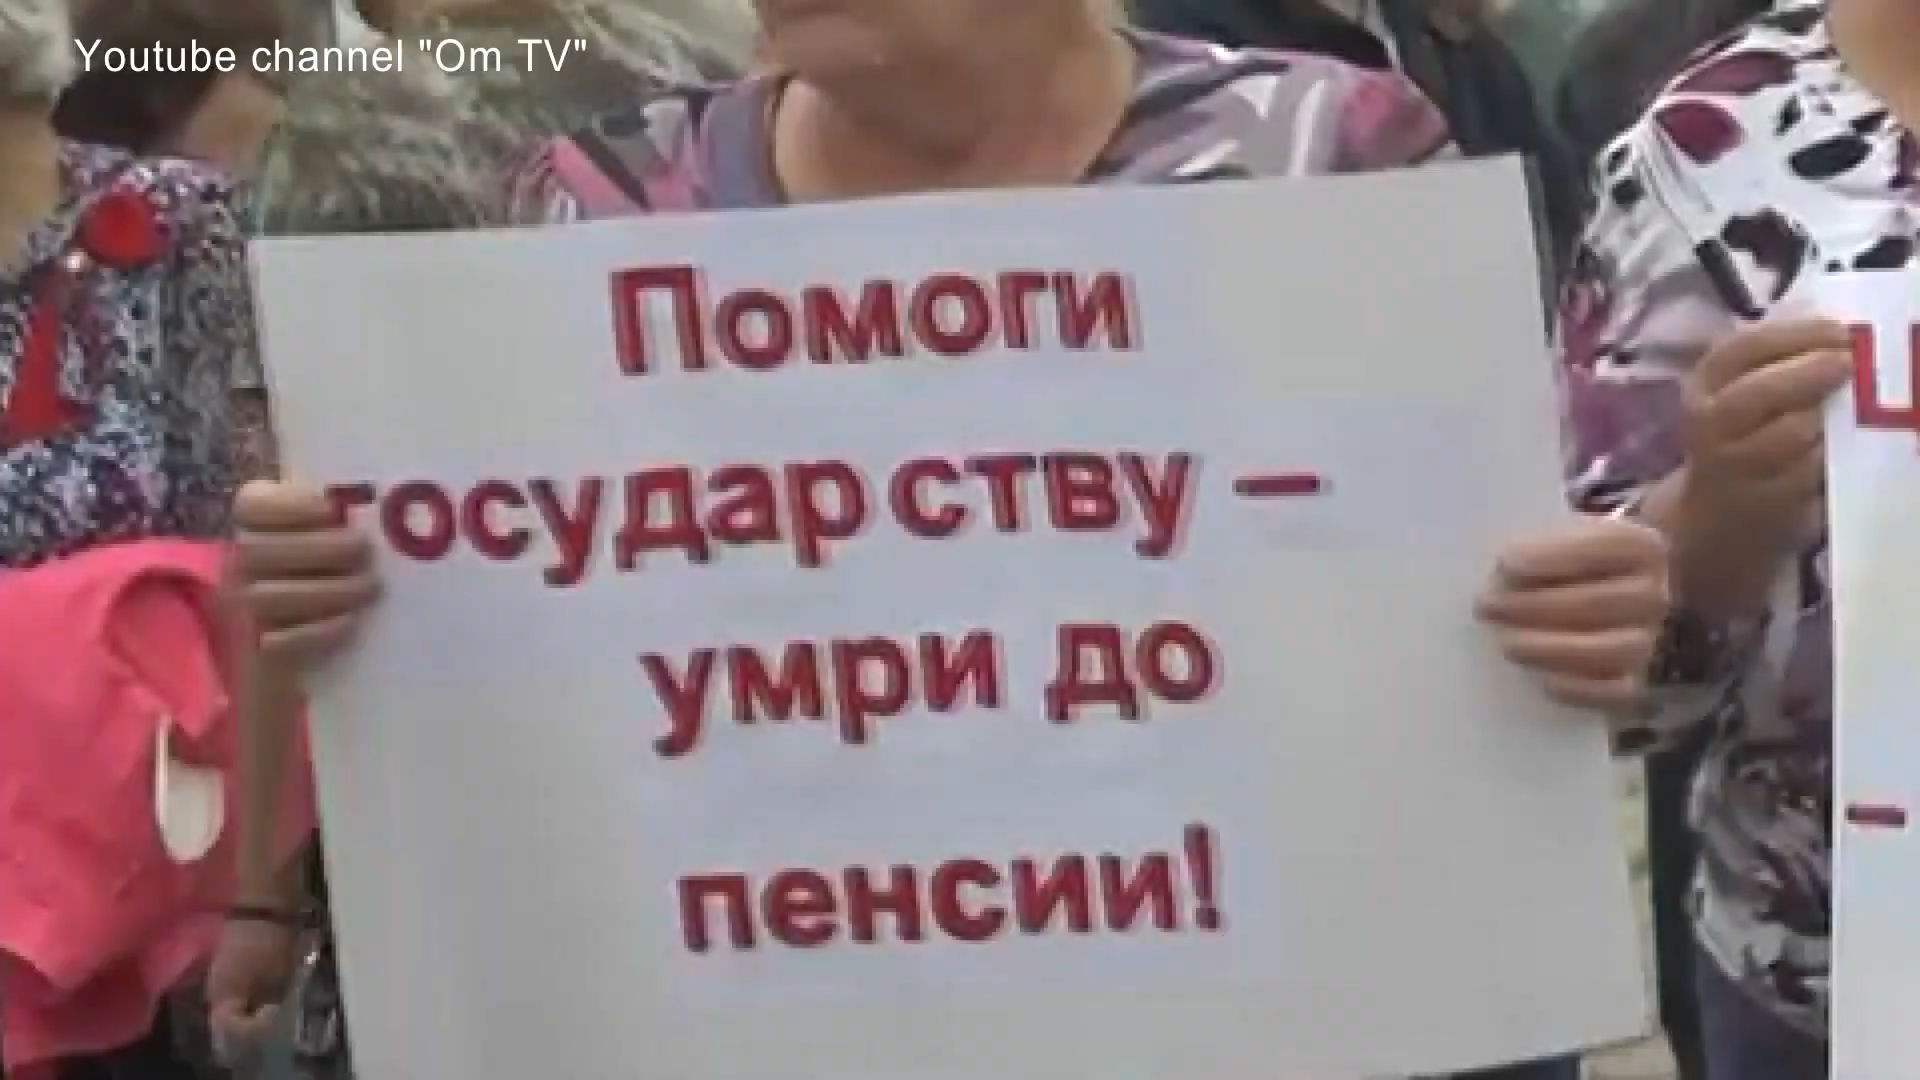 Youtube channel "Om TV"
Помоги
государству –
умри до
пенсии!